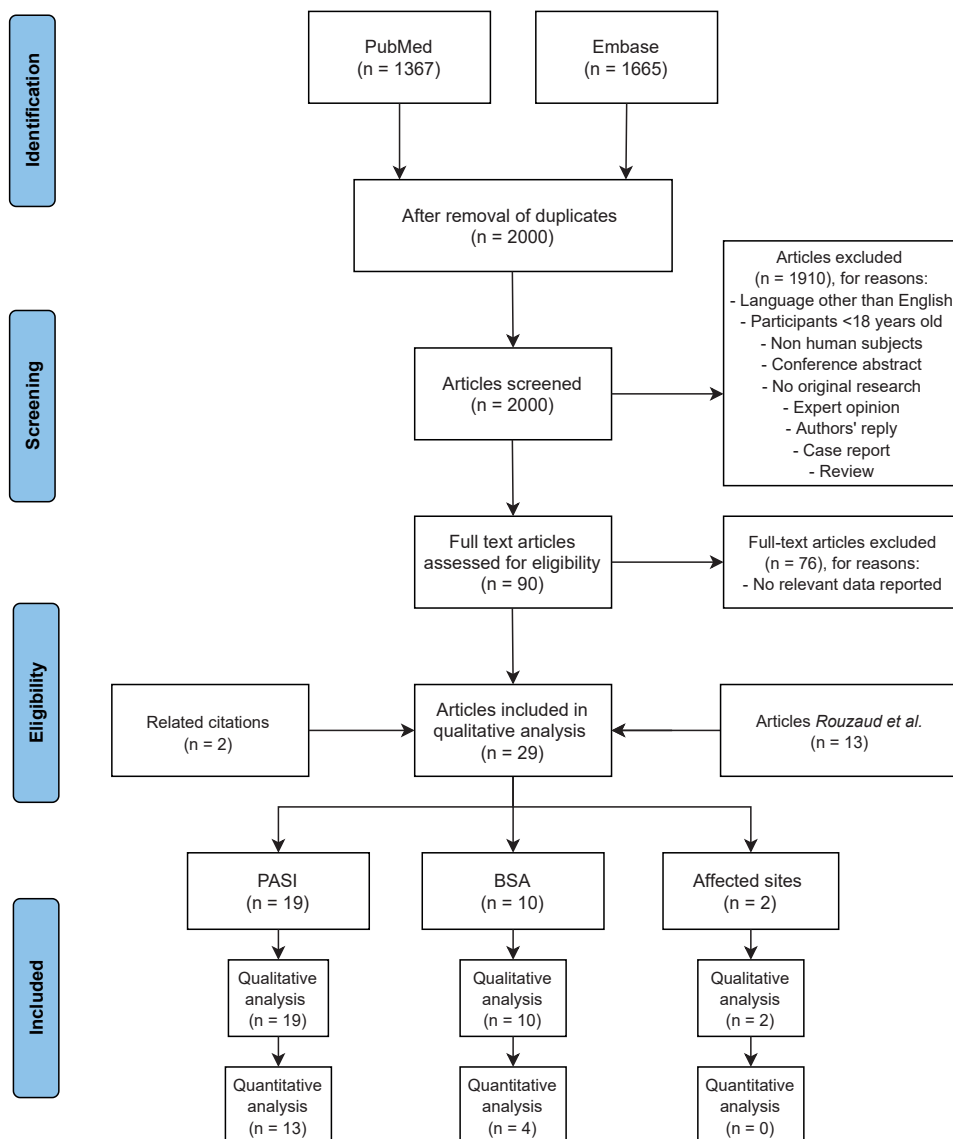 Identification
PubMed
(n = 1367)
Embase
(n = 1665)
After removal of duplicates
(n = 2000)
Screening
Articles screened
(n = 2000)
Articles excluded
(n = 1910), for reasons:
- Language other than English
- Participants <18 years old
- Non human subjects
- Conference abstract
- No original research
- Expert opinion
- Authors' reply
- Case report
- Review
Full text articles
assessed for eligibility
(n = 90)
Full-text articles excluded
(n = 76), for reasons:
- No relevant data reported
Eligibility
Related citations
(n = 2)
Articles included in
qualitative analysis
(n = 29)
Articles Rouzaud et al.
(n = 13)
Included
PASI
(n = 19)
BSA
(n = 10)
Affected sites
(n = 2)
Qualitative
analysis
(n = 19)
Qualitative
analysis
(n = 10)
Qualitative
analysis
(n = 2)
Quantitative
analysis
(n = 13)
Quantitative
analysis
(n = 4)
Quantitative
analysis
(n = 0)